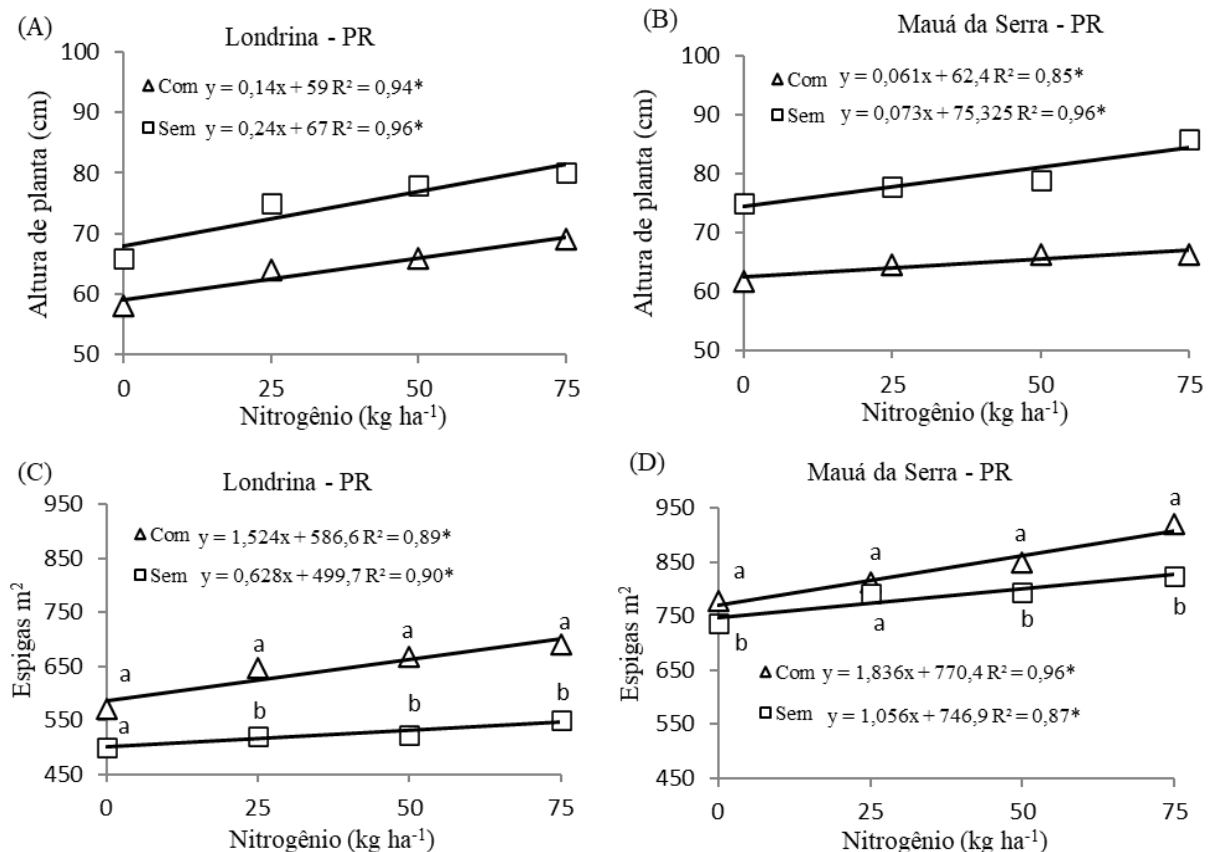 (A)
Londrina - PR
100
90
80
70
60
50
Altura de planta (cm)
Com y = 0,14x + 59 R² = 0,94*
Sem y = 0,24x + 67 R² = 0,96*
0 25 50 75
Nitrogênio (kg ha⁻¹)
(B)
Mauá da Serra - PR
100
90
80
70
60
50
Altura de planta (cm)
Com y = 0,061x + 62,4 R² = 0,85*
Sem y = 0,073x + 75,325 R² = 0,96*
0 25 50 75
Nitrogênio (kg ha⁻¹)
(C)
Londrina - PR
950
850
750
650
550
450
Espigas m²
Com y = 1,524x + 586,6 R² = 0,89*
Sem y = 0,628x + 499,7 R² = 0,90*
a a a a
a b b b
0 25 50 75
Nitrogênio (kg ha⁻¹)
(D)
Mauá da Serra - PR
950
850
750
650
550
450
Espigas m²
a a a a
b a b b
Com y = 1,836x + 770,4 R² = 0,96*
Sem y = 1,056x + 746,9 R² = 0,87*
0 25 50 75
Nitrogênio (kg ha⁻¹)